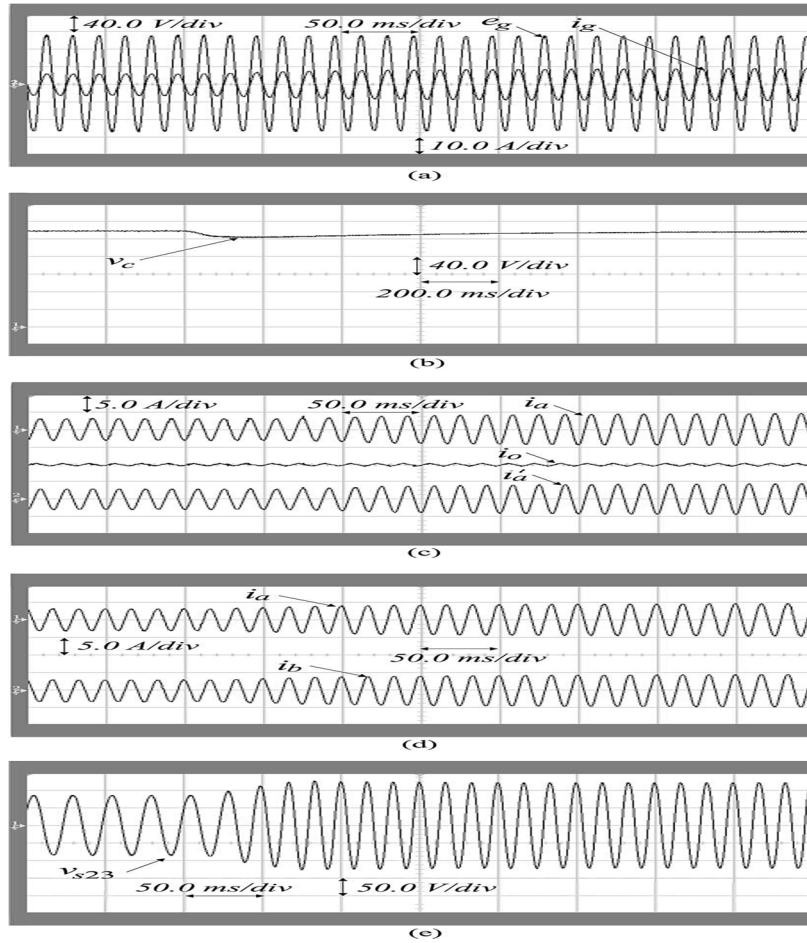 40.0 V/div 50.0 ms/div e_g i_g
10.0 A/div
(a)
v_c
40.0 V/div
200.0 ms/div
(b)
5.0 A/div 50.0 ms/div i_a
i_o
i'_a
(c)
i_a
5.0 A/div 50.0 ms/div
i_b
(d)
v_s23
50.0 ms/div 50.0 V/div
(e)